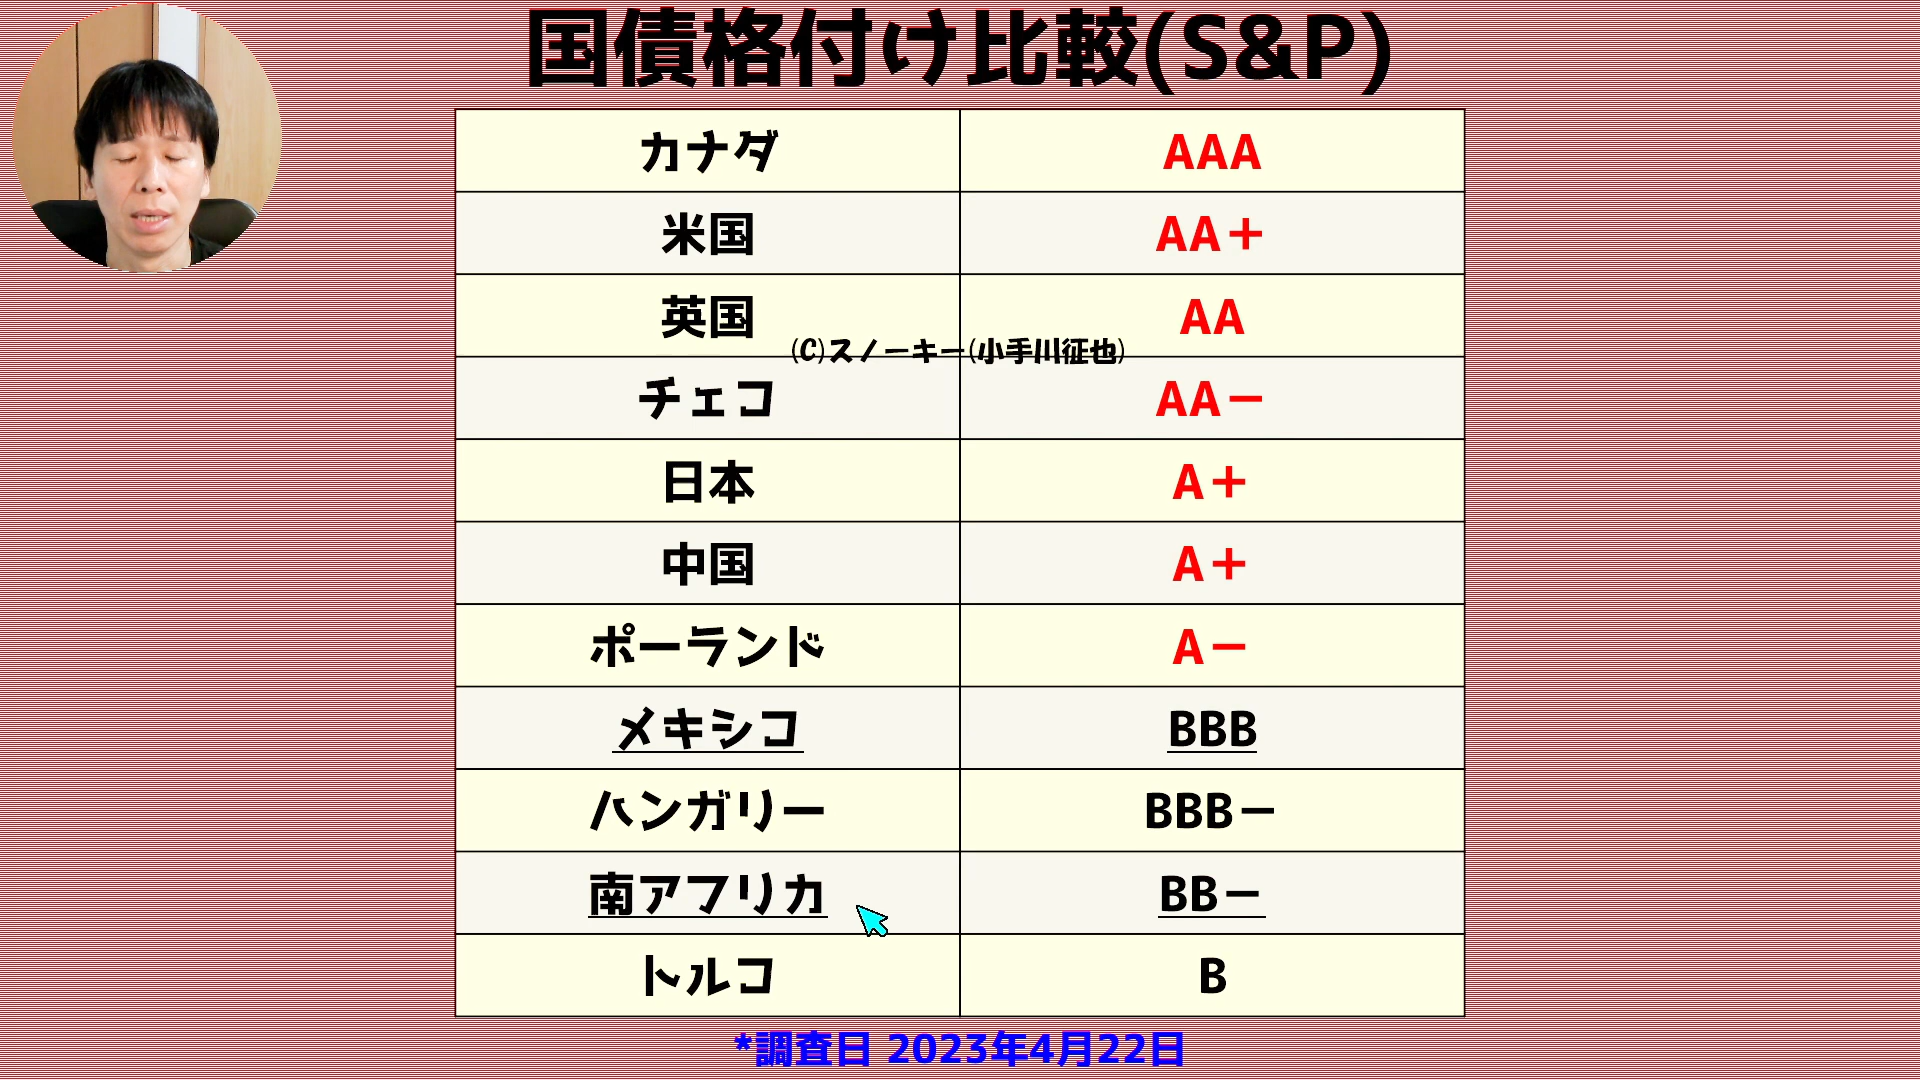 国債格付け比較(S&P)
カナダ AAA
米国 AA＋
英国 AA
(C)スノーキー(小手川征也)
チェコ AA－
日本 A＋
中国 A＋
ポーランド A－
メキシコ BBB
ハンガリー BBB－
南アフリカ BB－
トルコ B
*調査日 2023年4月22日